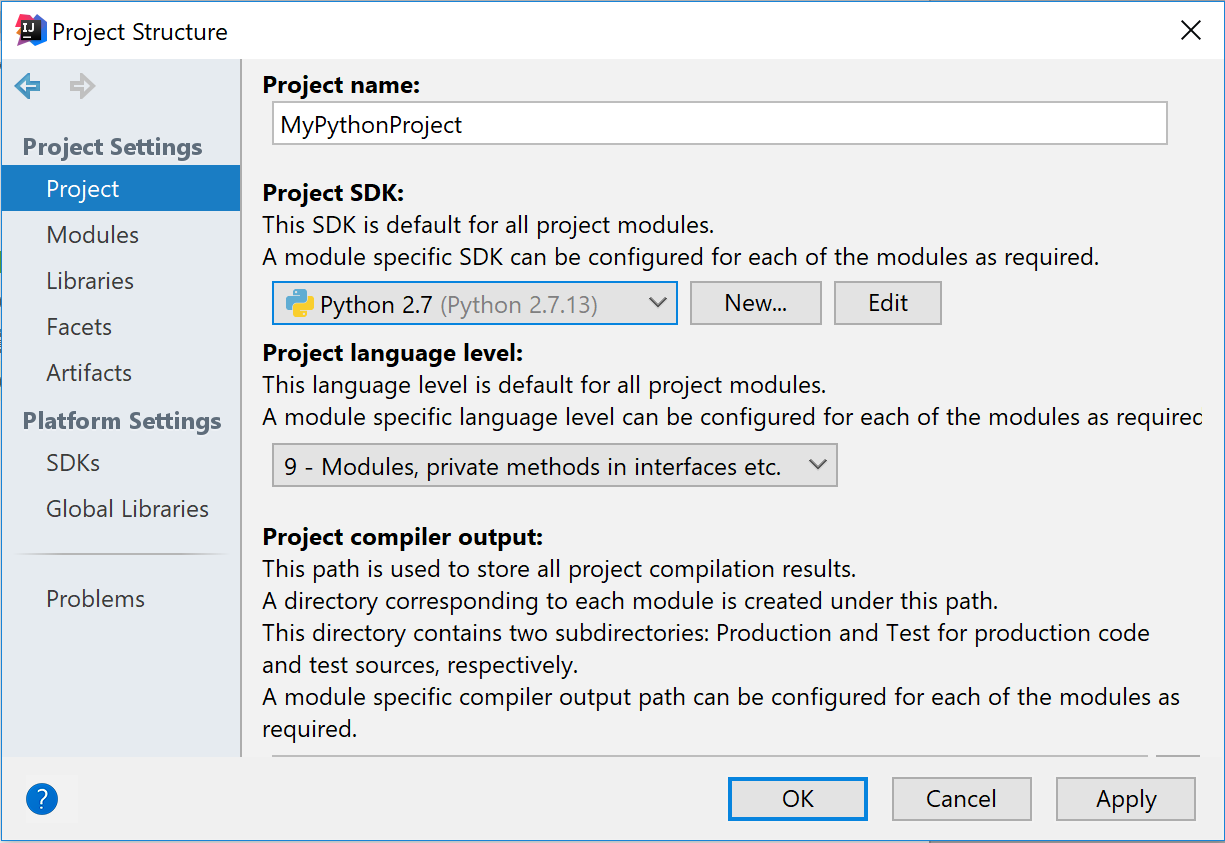 Project Structure
Project Settings
Project
Modules
Libraries
Facets
Artifacts
Platform Settings
SDKs
Global Libraries
Problems
Project name:
MyPythonProject
Project SDK:
This SDK is default for all project modules.
A module specific SDK can be configured for each of the modules as required.
Python 2.7 (Python 2.7.13)
New...
Edit
Project language level:
This language level is default for all project modules.
A module specific language level can be configured for each of the modules as required
9 - Modules, private methods in interfaces etc.
Project compiler output:
This path is used to store all project compilation results.
A directory corresponding to each module is created under this path.
This directory contains two subdirectories: Production and Test for production code
and test sources, respectively.
A module specific compiler output path can be configured for each of the modules as
required.
?
OK
Cancel
Apply